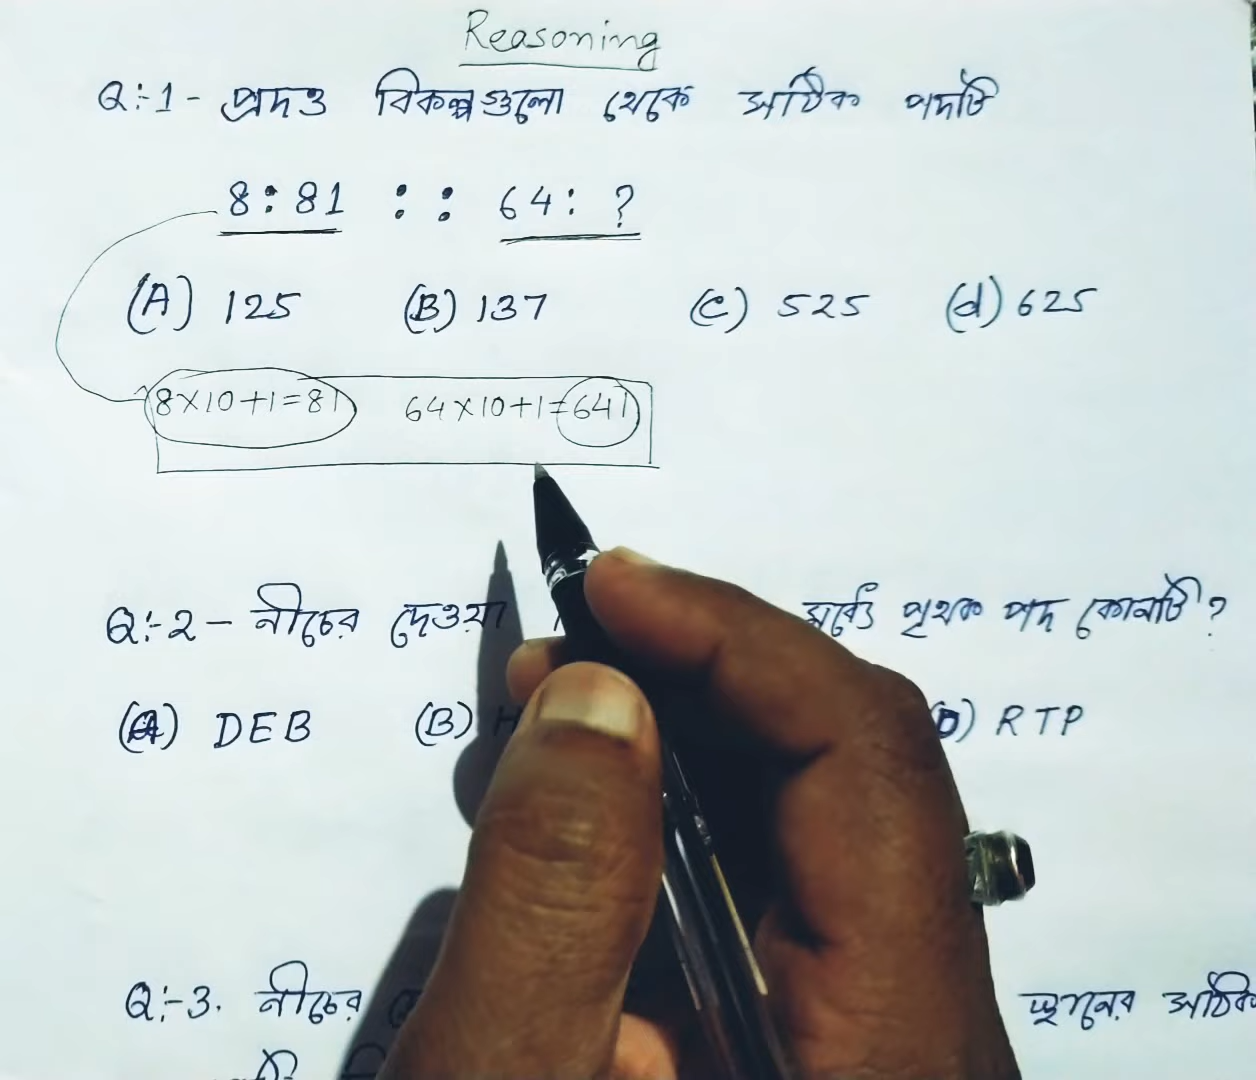 Reasoning
Q:-1- প্রদত্ত বিকল্পগুলো থেকে সঠিক পদটি
8:81 :: 64: ?
(A) 125 (B) 137 (c) 525 (d) 625
8×10+1=81 64×10+1=641
Q:-2- নীচের দেওয়া মধ্যে পৃথক পদ কোনটি?
(A) DEB (B) H (D) RTP
Q:-3. নীচের স্থানের সঠিক